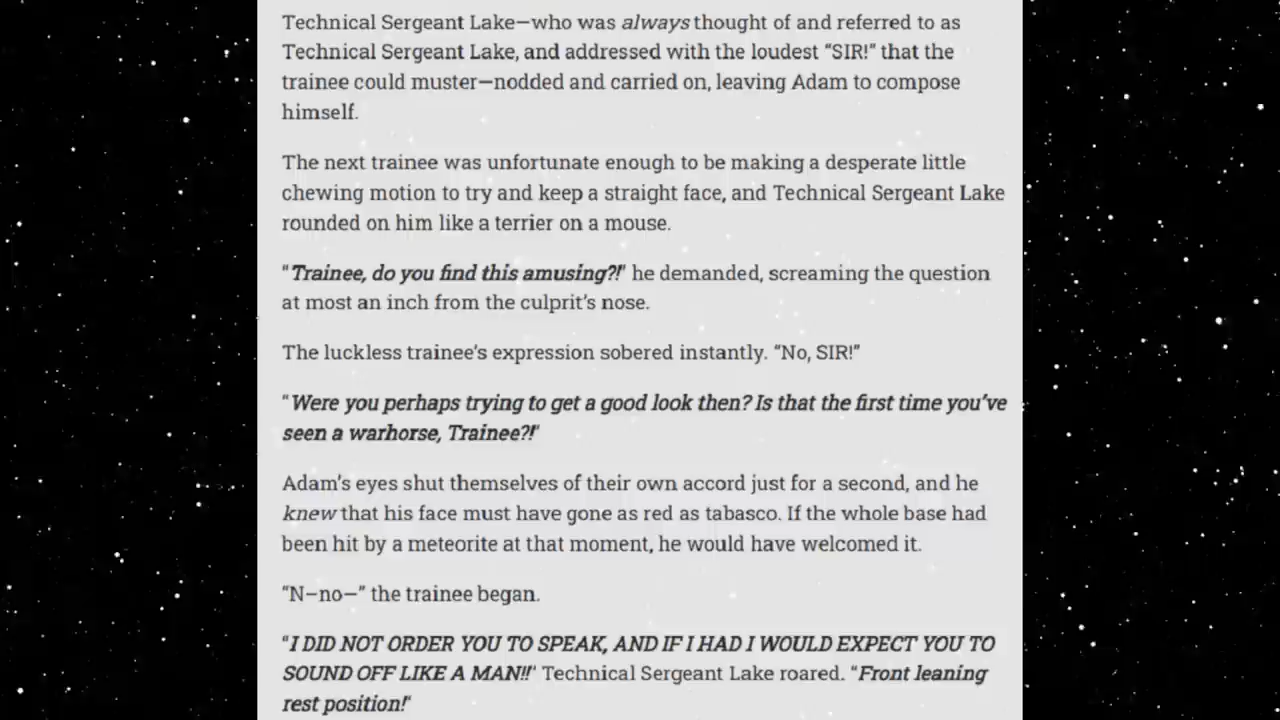 Technical Sergeant Lake—who was always thought of and referred to as
Technical Sergeant Lake, and addressed with the loudest “SIR!” that the
trainee could muster—nodded and carried on, leaving Adam to compose
himself.
The next trainee was unfortunate enough to be making a desperate little
chewing motion to try and keep a straight face, and Technical Sergeant Lake
rounded on him like a terrier on a mouse.
“Trainee, do you find this amusing?!” he demanded, screaming the question
at most an inch from the culprit’s nose.
The luckless trainee’s expression sobered instantly. “No, SIR!”
“Were you perhaps trying to get a good look then? Is that the first time you’ve
seen a warhorse, Trainee?!”
Adam’s eyes shut themselves of their own accord just for a second, and he
knew that his face must have gone as red as tabasco. If the whole base had
been hit by a meteorite at that moment, he would have welcomed it.
“N–no—” the trainee began.
“I DID NOT ORDER YOU TO SPEAK, AND IF I HAD I WOULD EXPECT YOU TO
SOUND OFF LIKE A MAN!!” Technical Sergeant Lake roared. “Front leaning
rest position!”